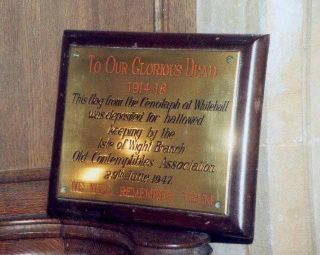 TO OUR GLORIOUS DEAD
1914-18
This flag from the Cenotaph at Whitehall
was deposited for hallowed
keeping by the
Isle of Wight Branch
Old Contemptibles Association
29th June 1947
WE WILL REMEMBER THEM